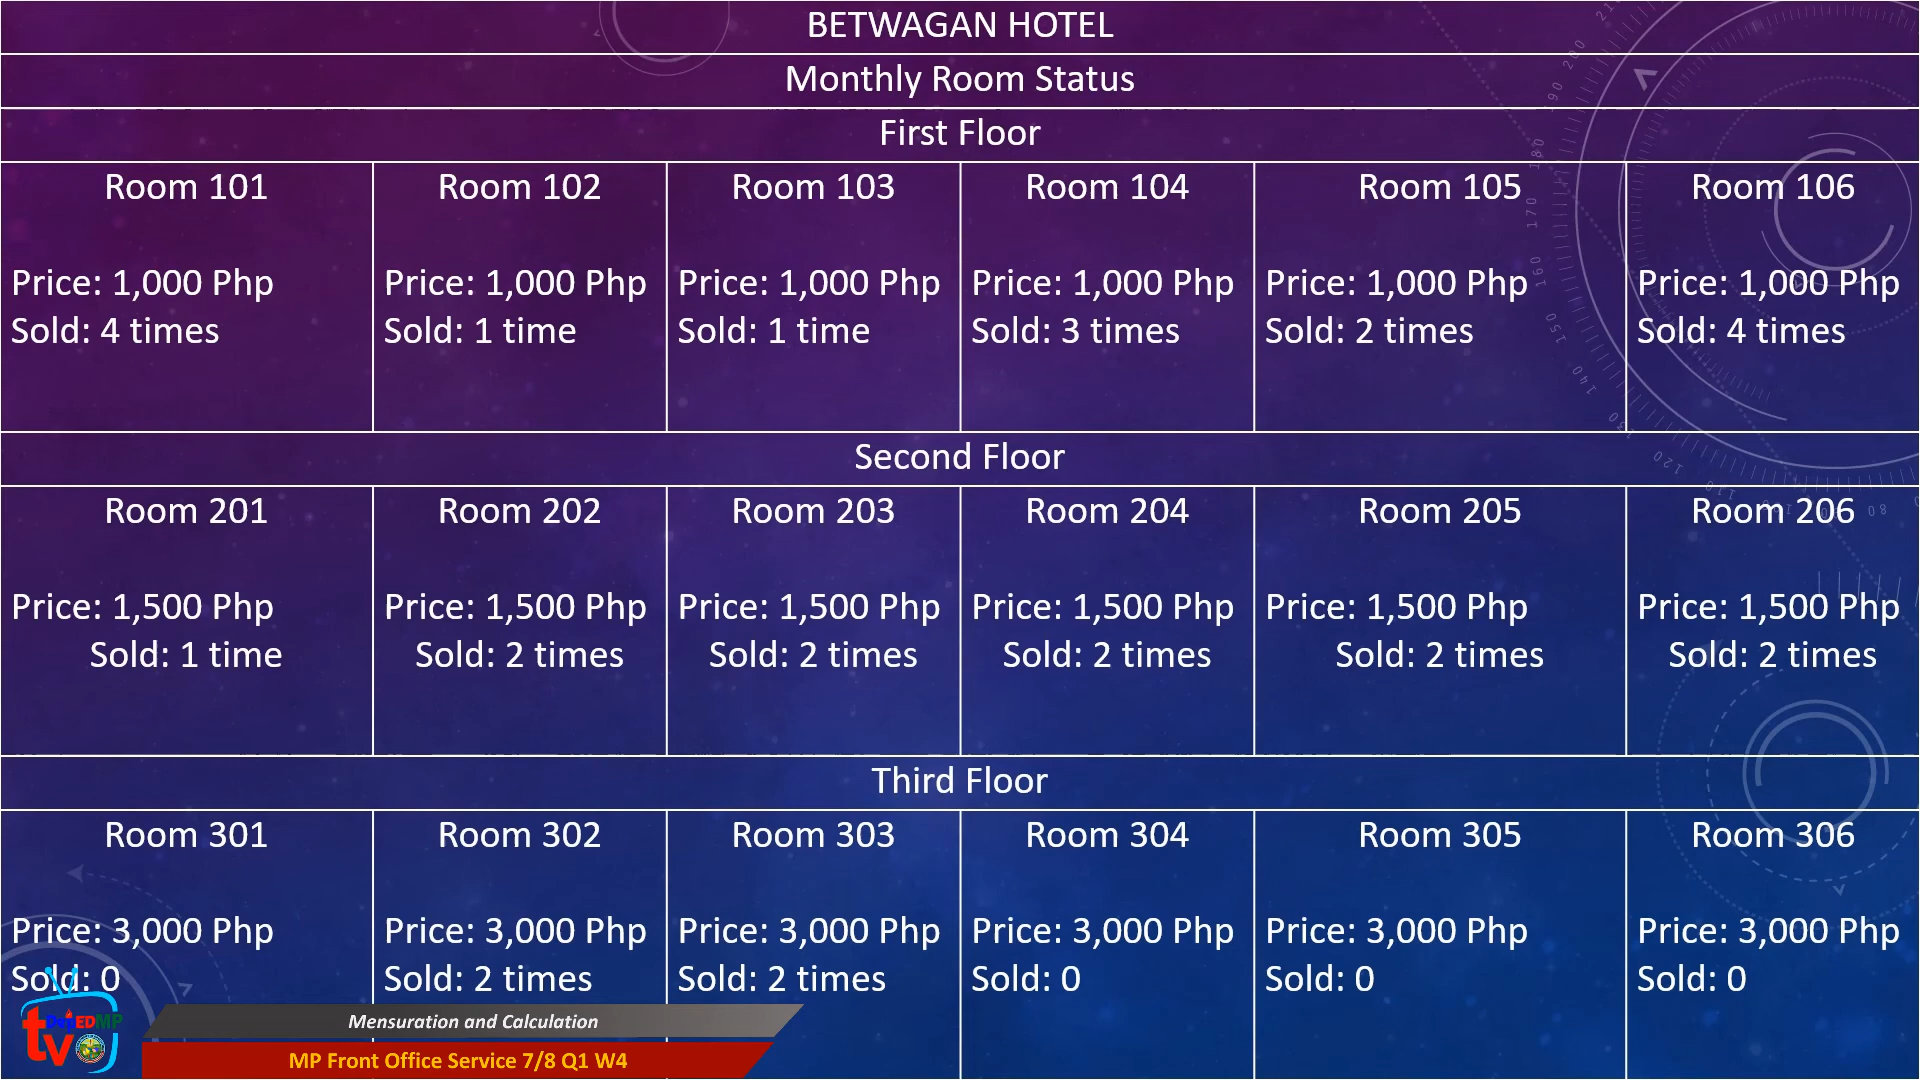 BETWAGAN HOTEL
Monthly Room Status
First Floor
Room 101
Price: 1,000 Php
Sold: 4 times
Room 102
Price: 1,000 Php
Sold: 1 time
Room 103
Price: 1,000 Php
Sold: 1 time
Room 104
Price: 1,000 Php
Sold: 3 times
Room 105
Price: 1,000 Php
Sold: 2 times
Room 106
Price: 1,000 Php
Sold: 4 times
Second Floor
Room 201
Price: 1,500 Php
Sold: 1 time
Room 202
Price: 1,500 Php
Sold: 2 times
Room 203
Price: 1,500 Php
Sold: 2 times
Room 204
Price: 1,500 Php
Sold: 2 times
Room 205
Price: 1,500 Php
Sold: 2 times
Room 206
Price: 1,500 Php
Sold: 2 times
Third Floor
Room 301
Price: 3,000 Php
Sold: 0
Room 302
Price: 3,000 Php
Sold: 2 times
Room 303
Price: 3,000 Php
Sold: 2 times
Room 304
Price: 3,000 Php
Sold: 0
Room 305
Price: 3,000 Php
Sold: 0
Room 306
Price: 3,000 Php
Sold: 0
DepEDMP
tv
Mensuration and Calculation
MP Front Office Service 7/8 Q1 W4